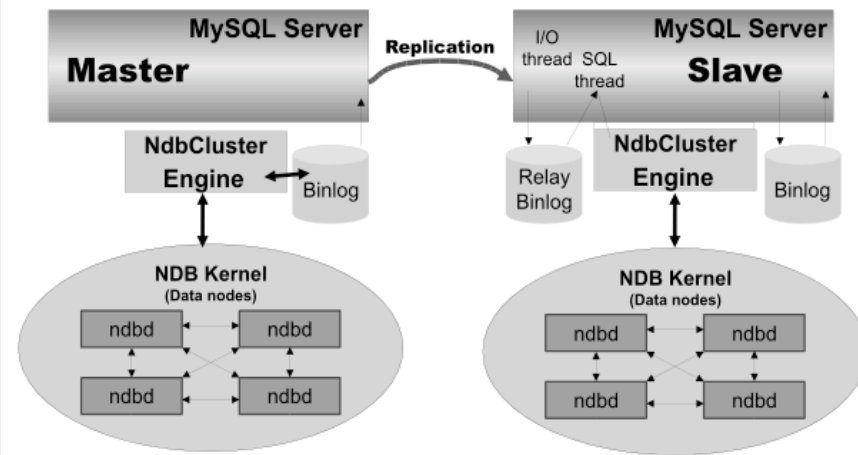 MySQL Server
Master
Replication
MySQL Server
I/O
thread
SQL
thread
Slave
NdbCluster
Engine
Binlog
Relay
Binlog
NdbCluster
Engine
Binlog
NDB Kernel
(Data nodes)
ndbd
ndbd
ndbd
ndbd
NDB Kernel
(Data nodes)
ndbd
ndbd
ndbd
ndbd